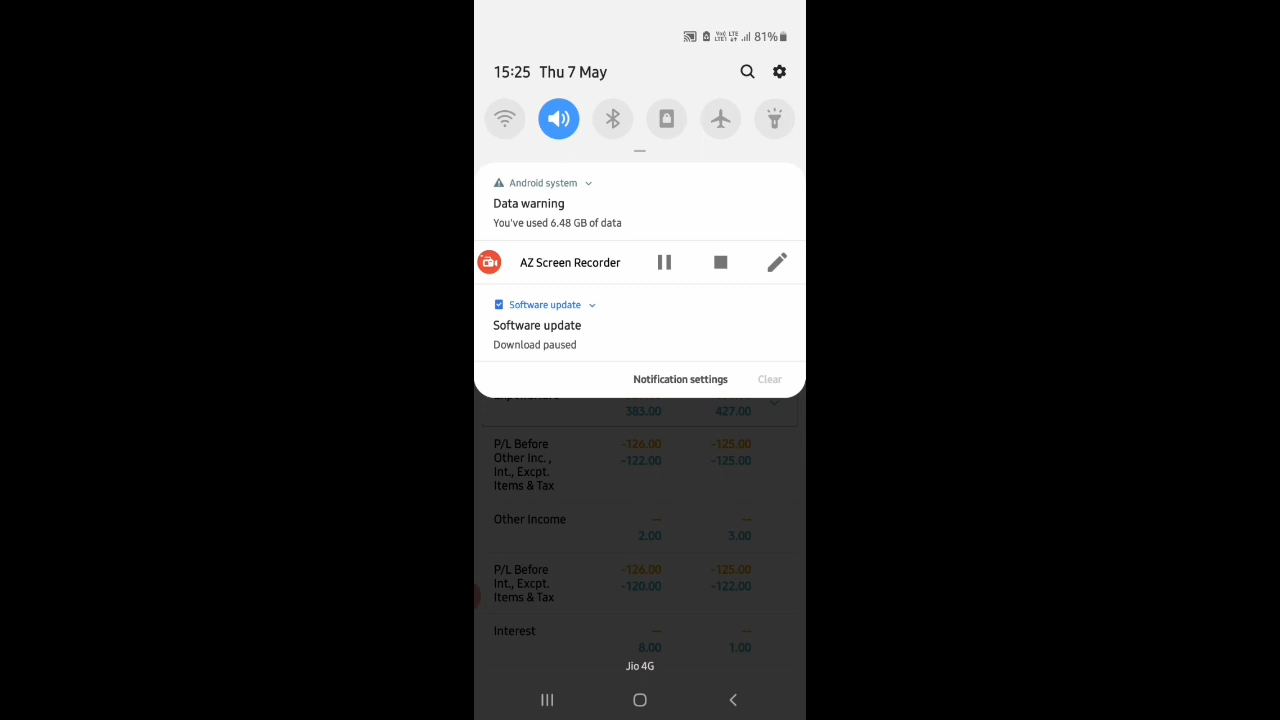 81%
15:25 Thu 7 May
Android system
Data warning
You've used 6.48 GB of data
AZ Screen Recorder
Software update
Software update
Download paused
Notification settings Clear
383.00 427.00
P/L Before -126.00 -125.00
Other Inc. , -122.00 -125.00
Int., Excpt.
Items & Tax
Other Income -- --
2.00 3.00
P/L Before -126.00 -125.00
Int., Excpt. -120.00 -122.00
Items & Tax
Interest -- --
8.00 1.00
Jio 4G